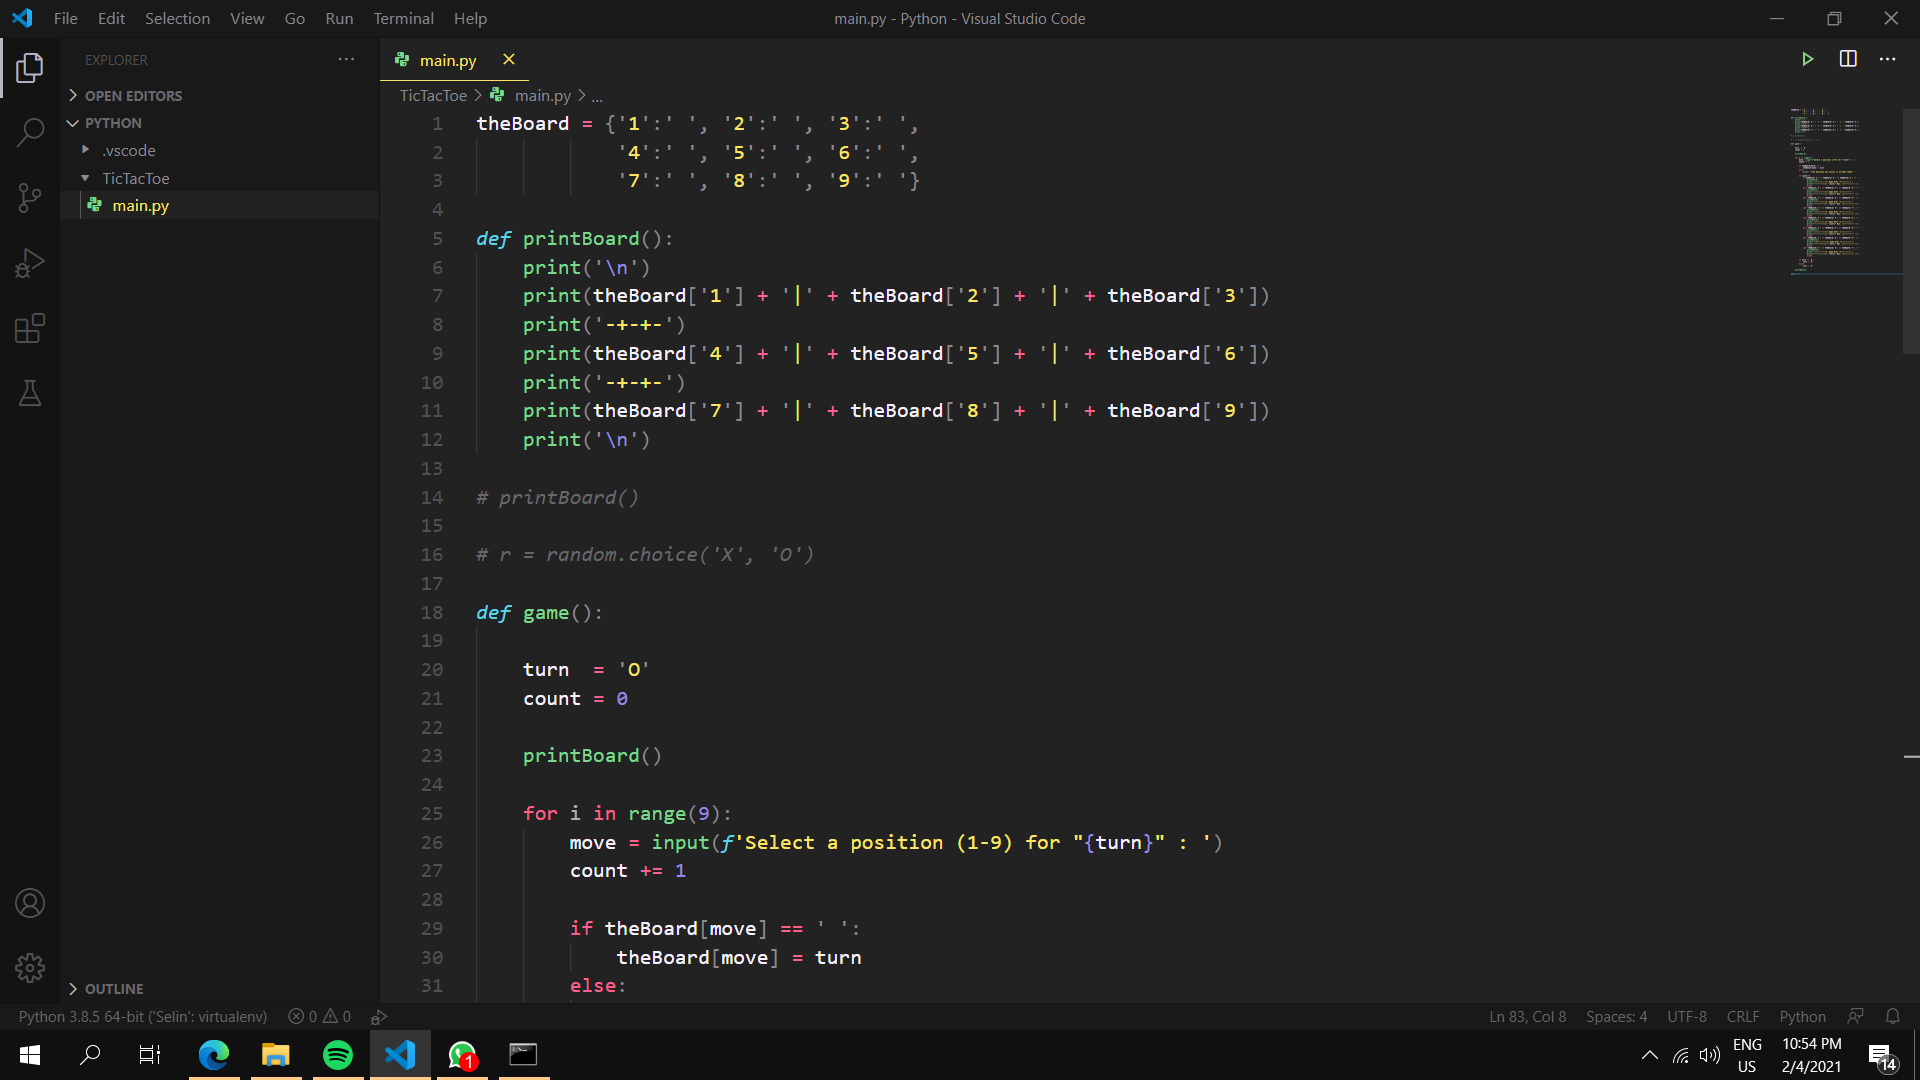 File Edit Selection View Go Run Terminal Help
main.py - Python - Visual Studio Code
EXPLORER
OPEN EDITORS
PYTHON
.vscode
TicTacToe
main.py
OUTLINE
main.py
TicTacToe > main.py > ...
1 theBoard = {'1':' ', '2':' ', '3':' ',
2             '4':' ', '5':' ', '6':' ',
3             '7':' ', '8':' ', '9':' '}
4
5 def printBoard():
6     print('\n')
7     print(theBoard['1'] + '|' + theBoard['2'] + '|' + theBoard['3'])
8     print('-+-+-')
9     print(theBoard['4'] + '|' + theBoard['5'] + '|' + theBoard['6'])
10     print('-+-+-')
11     print(theBoard['7'] + '|' + theBoard['8'] + '|' + theBoard['9'])
12     print('\n')
13
14 # printBoard()
15
16 # r = random.choice('X', 'O')
17
18 def game():
19
20     turn  = 'O'
21     count = 0
22
23     printBoard()
24
25     for i in range(9):
26         move = input(f'Select a position (1-9) for "{turn}" : ')
27         count += 1
28
29         if theBoard[move] == ' ':
30             theBoard[move] = turn
31         else:
Python 3.8.5 64-bit ('Selin': virtualenv) 0 0
Ln 83, Col 8 Spaces: 4 UTF-8 CRLF Python
1
ENG
US
10:54 PM
2/4/2021
14